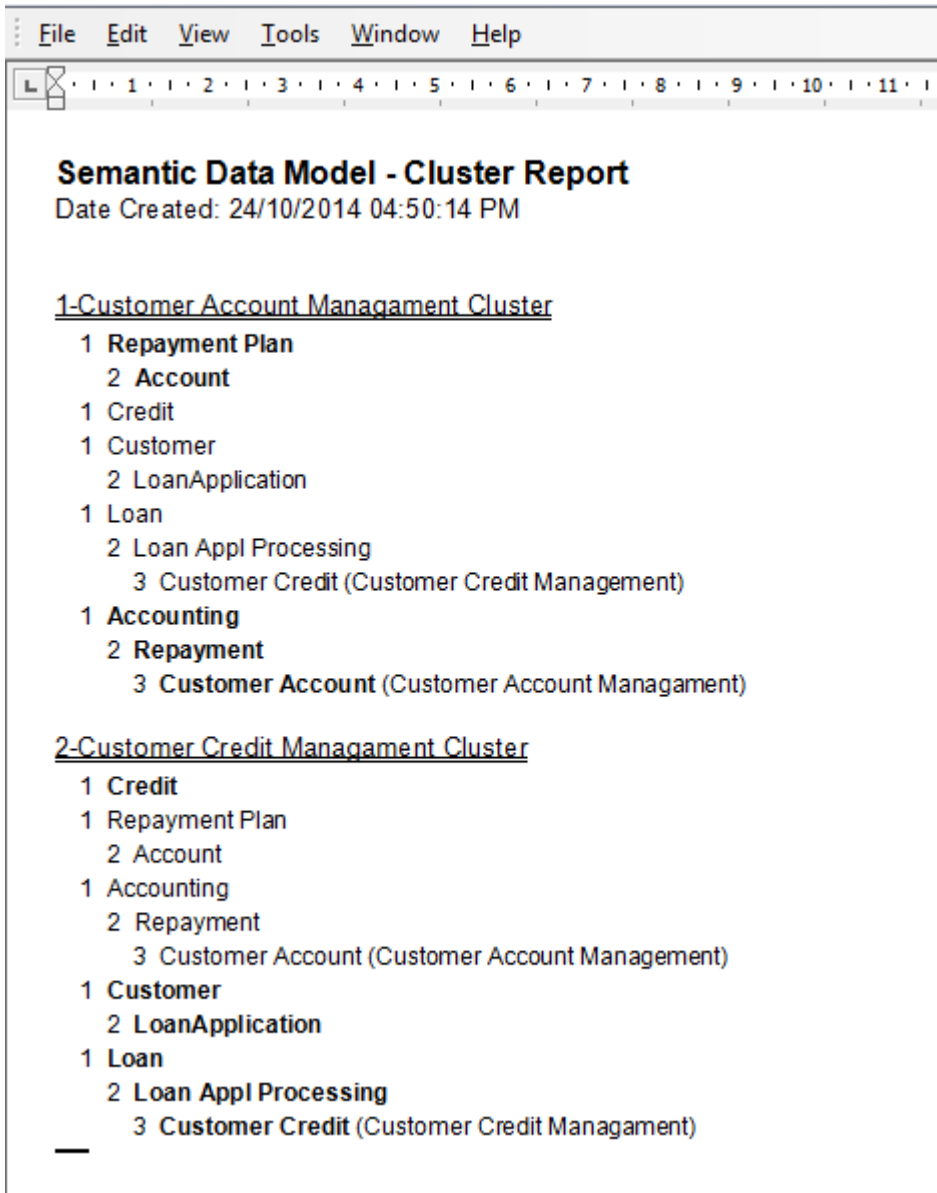 File Edit View Tools Window Help
L 1 2 3 4 5 6 7 8 9 10 11
Semantic Data Model - Cluster Report
Date Created: 24/10/2014 04:50:14 PM
1-Customer Account Managament Cluster
1 Repayment Plan
2 Account
1 Credit
1 Customer
2 LoanApplication
1 Loan
2 Loan Appl Processing
3 Customer Credit (Customer Credit Management)
1 Accounting
2 Repayment
3 Customer Account (Customer Account Managament)
2-Customer Credit Managament Cluster
1 Credit
1 Repayment Plan
2 Account
1 Accounting
2 Repayment
3 Customer Account (Customer Account Management)
1 Customer
2 LoanApplication
1 Loan
2 Loan Appl Processing
3 Customer Credit (Customer Credit Managament)